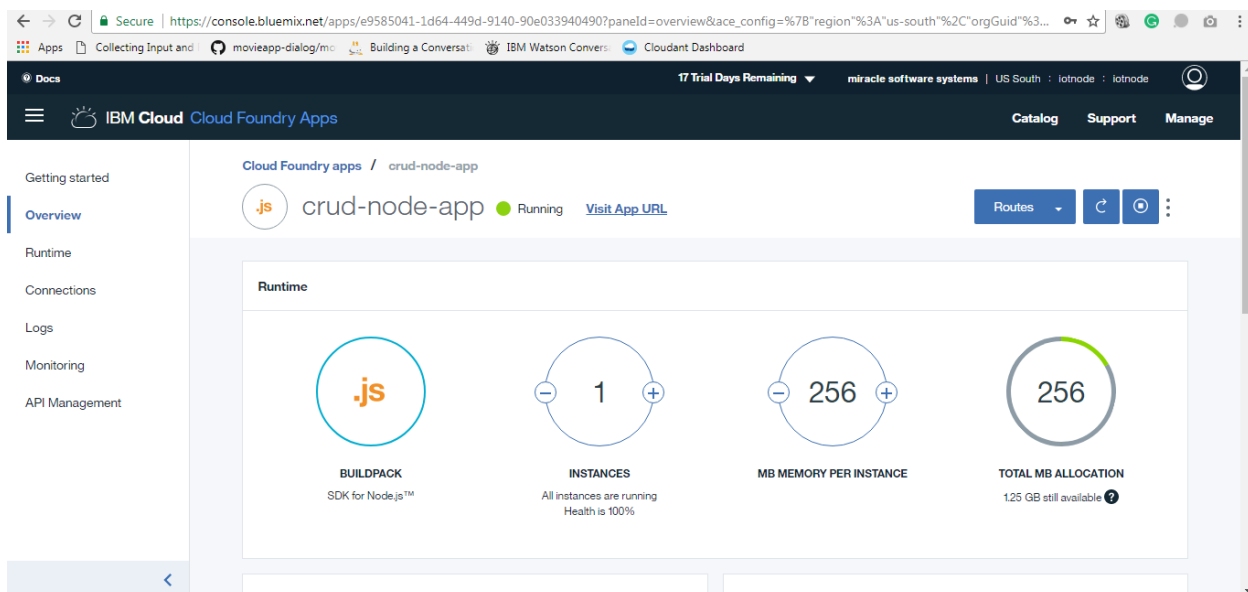 Secure | https://console.bluemix.net/apps/e9585041-1d64-449d-9140-90e033940490?paneId=overview&ace_config=%7B"region"%3A"us-south"%2C"orgGuid"%3...
Apps Collecting Input and movieapp-dialog/mo Building a Conversati IBM Watson Convers Cloudant Dashboard
Docs 17 Trial Days Remaining miracle software systems | US South : iotnode : iotnode
IBM Cloud Cloud Foundry Apps Catalog Support Manage
Getting started
Overview
Runtime
Connections
Logs
Monitoring
API Management
Cloud Foundry apps / crud-node-app
.js crud-node-app Running Visit App URL Routes
Runtime
.js 1 256 256
BUILDPACK INSTANCES MB MEMORY PER INSTANCE TOTAL MB ALLOCATION
SDK for Node.js™ All instances are running 1.25 GB still available ?
Health is 100%